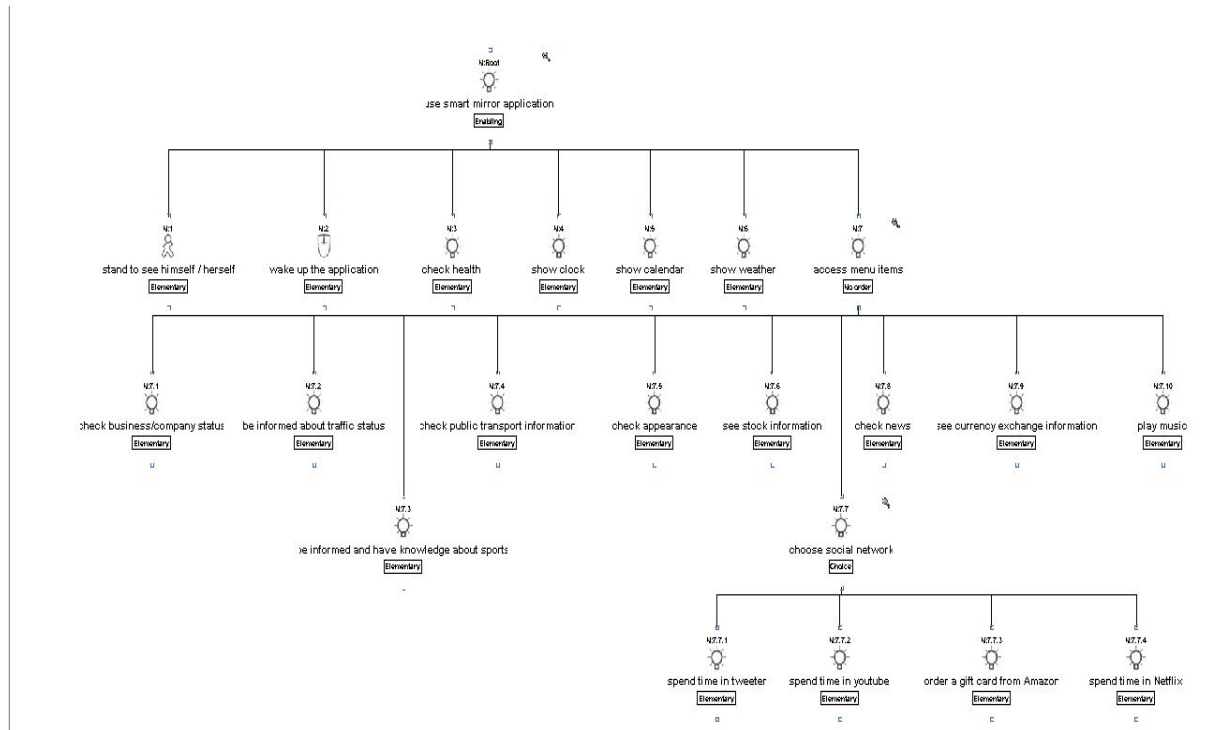 N:Root
use smart mirror application
Enabling
N:1 N:2 N:3 N:4 N:5 N:6 N:7
stand to see himself / herself wake up the application check health show clock show calendar show weather access menu items
Elementary Elementary Elementary Elementary Elementary Elementary No order
N:7.1 N:7.2 N:7.4 N:7.5 N:7.6 N:7.8 N:7.9 N:7.10
check business/company status be informed about traffic status check public transport information check appearance see stock information check news see currency exchange information play music
Elementary Elementary Elementary Elementary Elementary Elementary Elementary Elementary
N:7.3 N:7.7
be informed and have knowledge about sports choose social network
Elementary Choice
N:7.7.1 N:7.7.2 N:7.7.3 N:7.7.4
spend time in tweeter spend time in youtube order a gift card from Amazon spend time in Netflix
Elementary Elementary Elementary Elementary